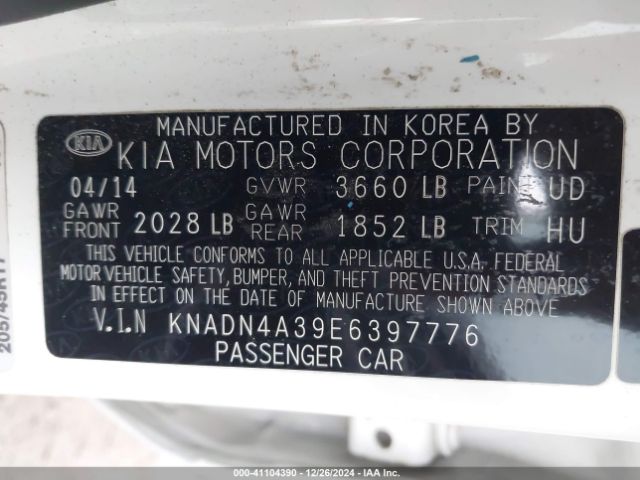 MANUFACTURED IN KOREA BY
KIA KIA MOTORS CORPORATION
04/14 GVWR 3660 LB PAINT UD
GAWR FRONT 2028 LB GAWR REAR 1852 LB TRIM HU
THIS VEHICLE CONFORMS TO ALL APPLICABLE U.S.A. FEDERAL
MOTOR VEHICLE SAFETY, BUMPER, AND THEFT PREVENTION STANDARDS
IN EFFECT ON THE DATE OF MANUFACTURE SHOWN ABOVE
V.I.N KNADN4A39E6397776
PASSENGER CAR
205/45R17
000-41104390 - 12/26/2024 - IAA Inc.